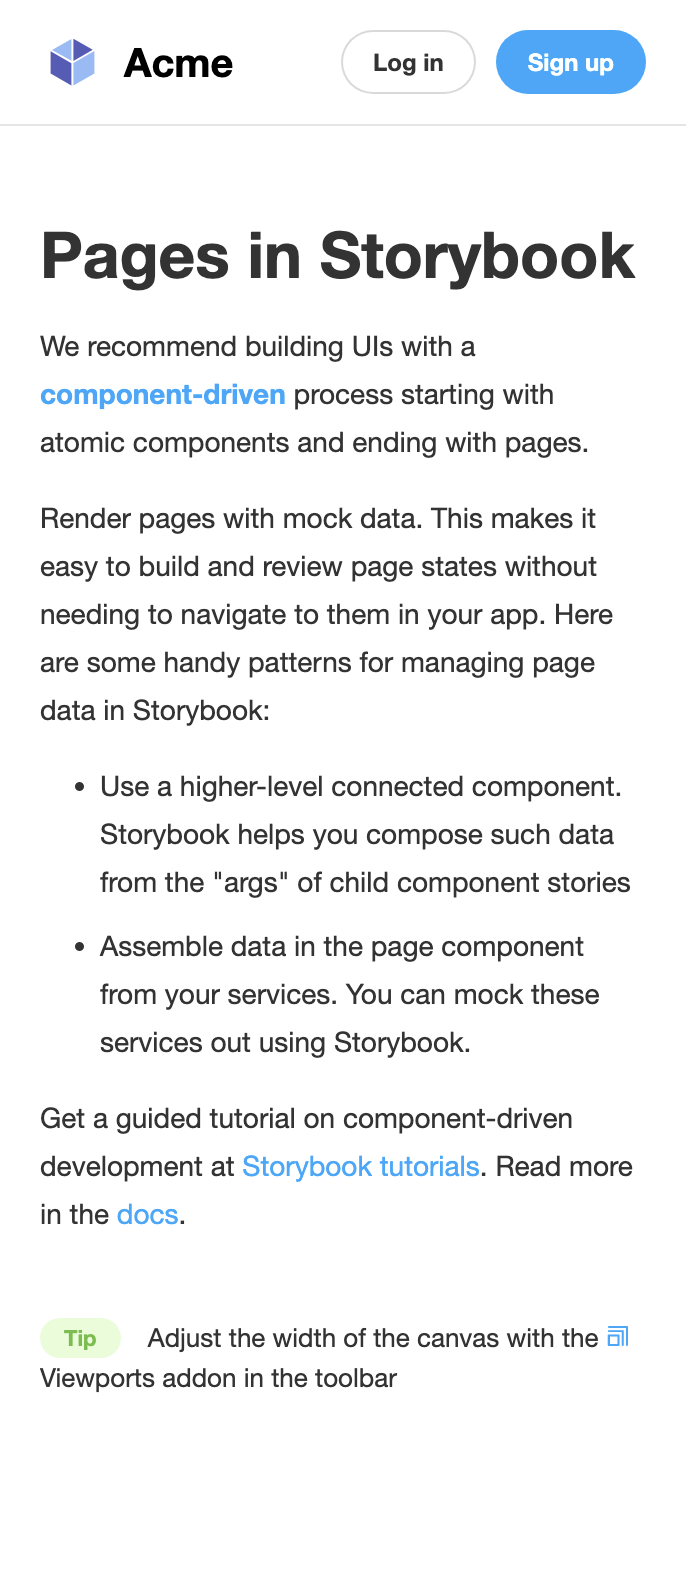 Acme
Log in
Sign up
Pages in Storybook
We recommend building UIs with a
component-driven process starting with
atomic components and ending with pages.
Render pages with mock data. This makes it
easy to build and review page states without
needing to navigate to them in your app. Here
are some handy patterns for managing page
data in Storybook:
• Use a higher-level connected component.
Storybook helps you compose such data
from the "args" of child component stories
• Assemble data in the page component
from your services. You can mock these
services out using Storybook.
Get a guided tutorial on component-driven
development at Storybook tutorials. Read more
in the docs.
Tip Adjust the width of the canvas with the
Viewports addon in the toolbar